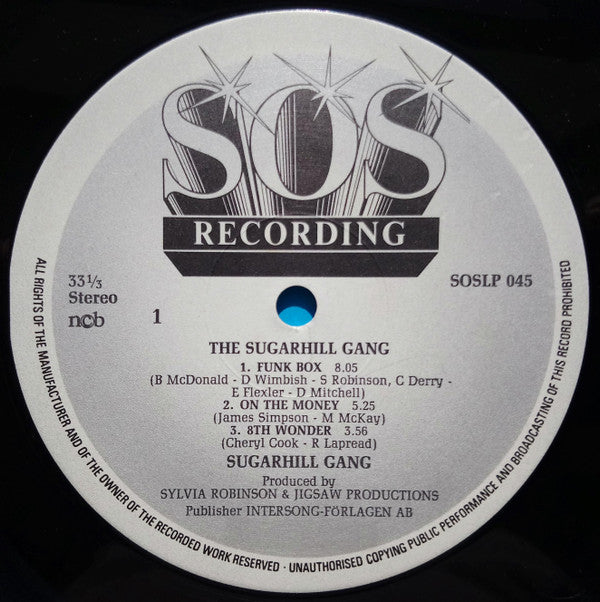 SOS
RECORDING
33⅓
Stereo
SOSLP 045
ncb
1
THE SUGARHILL GANG
1. FUNK BOX 8.05
(B McDonald - D Wimbish - S Robinson, C Derry -
E Flexler - D Mitchell)
2. ON THE MONEY 5.25
(James Simpson - M McKay)
3. 8TH WONDER 3.56
(Cheryl Cook - R Lapread)
SUGARHILL GANG
Produced by
SYLVIA ROBINSON & JIGSAW PRODUCTIONS
Publisher INTERSONG-FÖRLAGEN AB
ALL RIGHTS OF THE MANUFACTURER AND OF THE OWNER OF THE RECORDED WORK RESERVED · UNAUTHORISED COPYING PUBLIC PERFORMANCE AND BROADCASTING OF THIS RECORD PROHIBITED